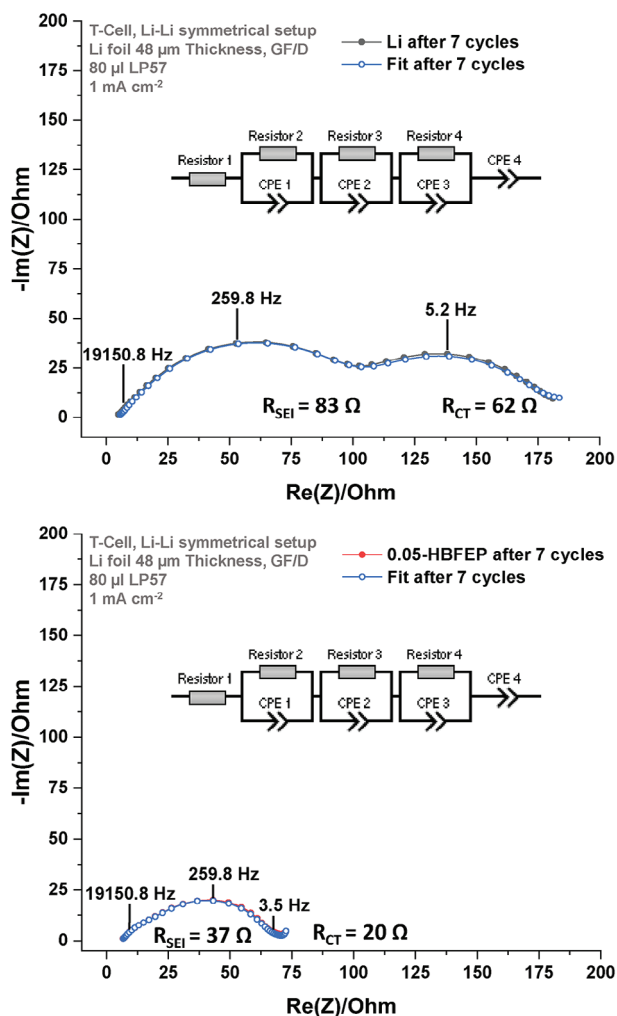 T-Cell, Li-Li symmetrical setup
Li foil 48 µm Thickness, GF/D
80 µl LP57
1 mA cm⁻²
Li after 7 cycles
Fit after 7 cycles
Resistor 1
Resistor 2
Resistor 3
Resistor 4
CPE 1
CPE 2
CPE 3
CPE 4
-Im(Z)/Ohm
200
175
150
125
100
75
50
25
0
19150.8 Hz
259.8 Hz
5.2 Hz
R_SEI = 83 Ω
R_CT = 62 Ω
0 50 75 100 125 150 175 200
Re(Z)/Ohm
T-Cell, Li-Li symmetrical setup
Li foil 48 µm Thickness, GF/D
80 µl LP57
1 mA cm⁻²
0.05-HBFEP after 7 cycles
Fit after 7 cycles
Resistor 1
Resistor 2
Resistor 3
Resistor 4
CPE 1
CPE 2
CPE 3
CPE 4
-Im(Z)/Ohm
200
175
150
125
100
75
50
25
0
19150.8 Hz
259.8 Hz
3.5 Hz
R_SEI = 37 Ω
R_CT = 20 Ω
0 25 50 75 100 125 150 175 200
Re(Z)/Ohm